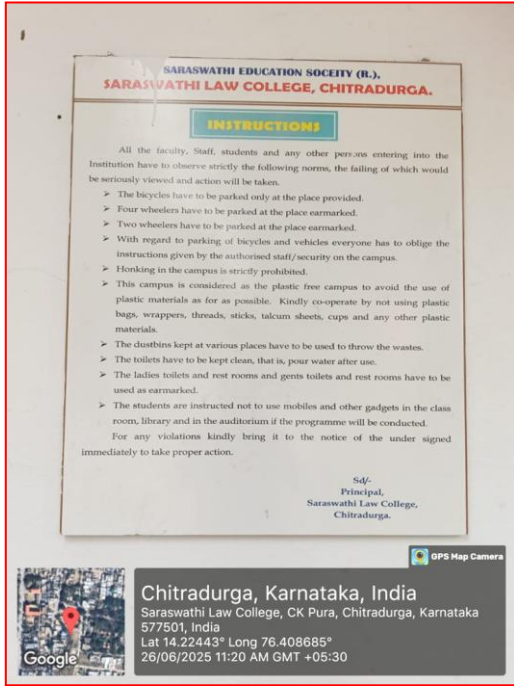 SARASWATHI EDUCATION SOCEITY (R.),
SARASWATHI LAW COLLEGE, CHITRADURGA.
INSTRUCTIONS
All the faculty, Staff, students and any other persons entering into the
Institution have to observe strictly the following norms, the failing of which would
be seriously viewed and action will be taken.
➢ The bicycles have to be parked only at the place provided.
➢ Four wheelers have to be parked at the place earmarked.
➢ Two wheelers have to be parked at the place earmarked.
➢ With regard to parking of bicycles and vehicles everyone has to oblige the
instructions given by the authorised staff/security on the campus.
➢ Honking in the campus is strictly prohibited.
➢ This campus is considered as the plastic free campus to avoid the use of
plastic materials as for as possible. Kindly co-operate by not using plastic
bags, wrappers, threads, sticks, talcum sheets, cups and any other plastic
materials.
➢ The dustbins kept at various places have to be used to throw the wastes.
➢ The toilets have to be kept clean, that is, pour water after use.
➢ The ladies toilets and rest rooms and gents toilets and rest rooms have to be
used as earmarked.
➢ The students are instructed not to use mobiles and other gadgets in the class
room, library and in the auditorium if the programme will be conducted.
For any violations kindly bring it to the notice of the under signed
immediately to take proper action.
Sd/-
Principal,
Saraswathi Law College,
Chitradurga.
GPS Map Camera
Chitradurga, Karnataka, India
Saraswathi Law College, CK Pura, Chitradurga, Karnataka
577501, India
Lat 14.22443° Long 76.408685°
26/06/2025 11:20 AM GMT +05:30
Google